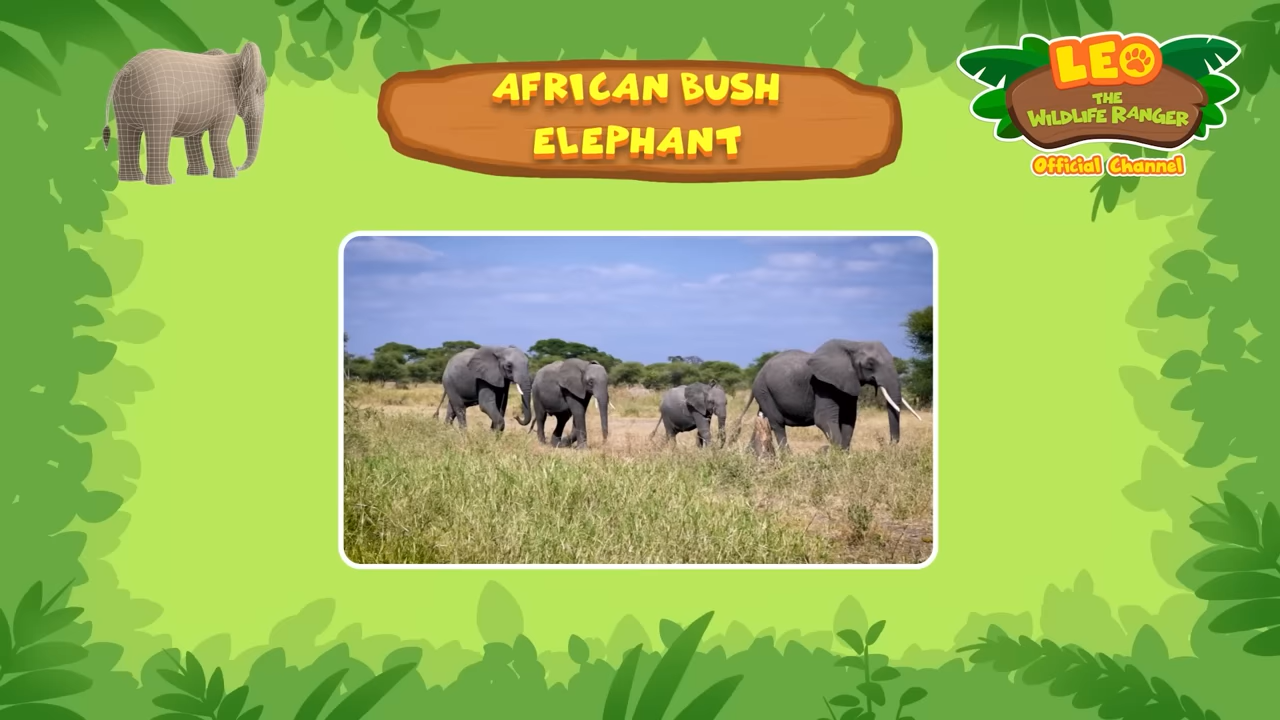 AFRICAN BUSH
ELEPHANT
LEO
THE
WILDLIFE RANGER
Official Channel